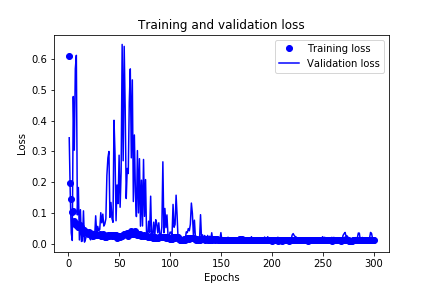 Training and validation loss
Training loss
Validation loss
Loss
0.6
0.5
0.4
0.3
0.2
0.1
0.0
0 50 100 150 200 250 300
Epochs